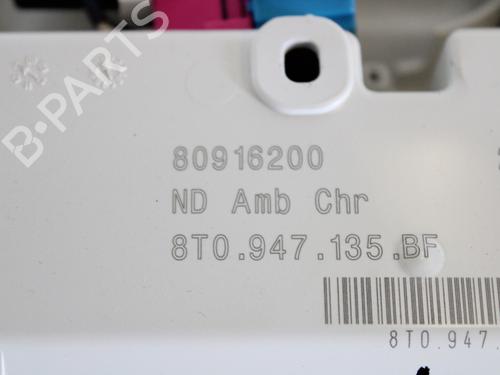 B-PARTS
80916200
ND Amb Chr
8T0.947.135.BF
8T0.947.